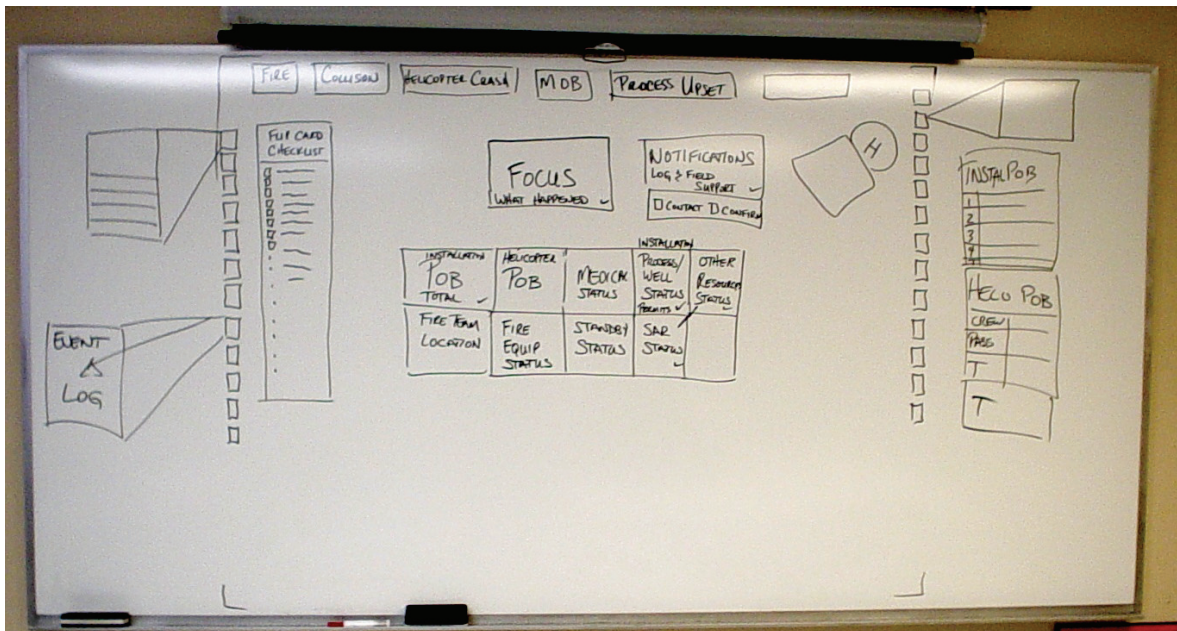 FIRE
COLLISON
HELICOPTER CRASH
MOB
PROCESS UPSET
FLIP CARD
CHECKLIST
FOCUS
WHAT HAPPENED
NOTIFICATIONS
LOG & FIELD
SUPPORT
CONTACT
CONFIRM
H
INSTAL POB
1
2
3
4
HELO POB
CREW
T
T
EVENT
LOG
INSTALLATION
POB
TOTAL
HELICOPTER
POB
MEDICAL
STATUS
INSTALLATION
PROCESS/
WELL
STATUS
PERMITS
OTHER
RESOURCE
STATUS
FIRE TEAM
LOCATION
FIRE
EQUIP
STATUS
STANDBY
STATUS
SAR
STATUS